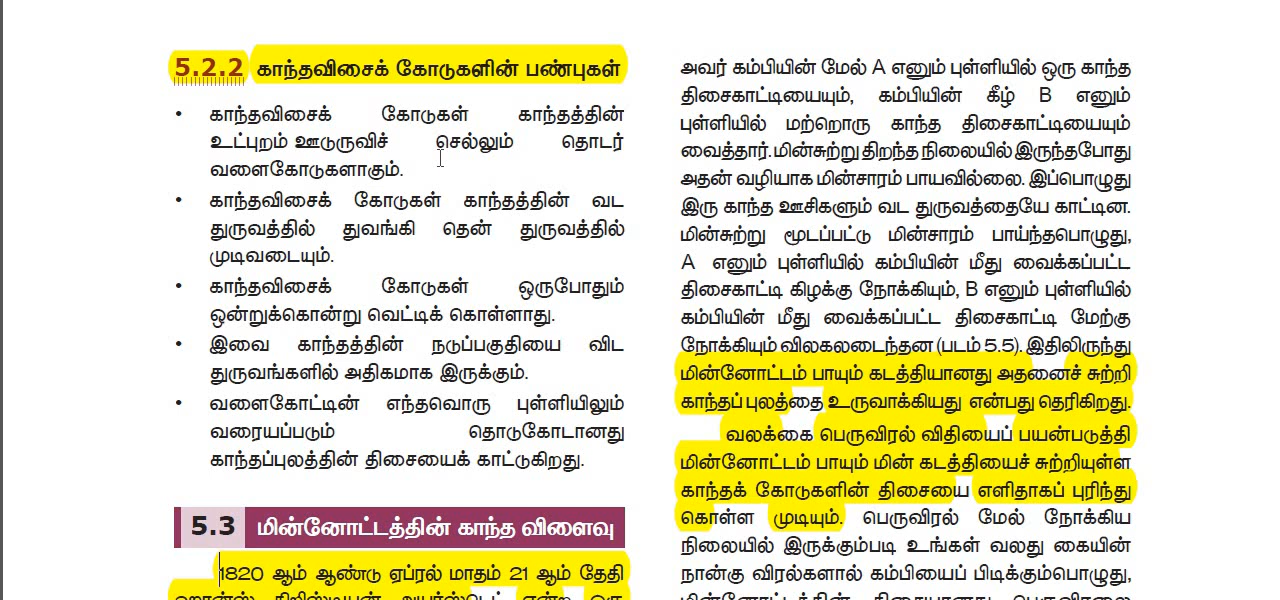 5.2.2 காந்தவிசைக் கோடுகளின் பண்புகள்
• காந்தவிசைக் கோடுகள் காந்தத்தின்
உட்புறம் ஊடுருவிச் செல்லும் தொடர்
வளைகோடுகளாகும்.
• காந்தவிசைக் கோடுகள் காந்தத்தின் வட
துருவத்தில் துவங்கி தென் துருவத்தில்
முடிவடையும்.
• காந்தவிசைக் கோடுகள் ஒருபோதும்
ஒன்றுக்கொன்று வெட்டிக் கொள்ளாது.
• இவை காந்தத்தின் நடுப்பகுதியை விட
துருவங்களில் அதிகமாக இருக்கும்.
• வளைகோட்டின் எந்தவொரு புள்ளியிலும்
வரையப்படும் தொடுகோடானது
காந்தப்புலத்தின் திசையைக் காட்டுகிறது.
5.3 மின்னோட்டத்தின் காந்த விளைவு
1820 ஆம் ஆண்டு ஏப்ரல் மாதம் 21 ஆம் தேதி
என்ற ஒரு
அவர் கம்பியின் மேல் A எனும் புள்ளியில் ஒரு காந்த
திசைகாட்டியையும், கம்பியின் கீழ் B எனும்
புள்ளியில் மற்றொரு காந்த திசைகாட்டியையும்
வைத்தார். மின்சுற்று திறந்த நிலையில் இருந்தபோது
அதன் வழியாக மின்சாரம் பாயவில்லை. இப்பொழுது
இரு காந்த ஊசிகளும் வட துருவத்தையே காட்டின.
மின்சுற்று மூடப்பட்டு மின்சாரம் பாய்ந்தபொழுது,
A எனும் புள்ளியில் கம்பியின் மீது வைக்கப்பட்ட
திசைகாட்டி கிழக்கு நோக்கியும், B எனும் புள்ளியில்
கம்பியின் மீது வைக்கப்பட்ட திசைகாட்டி மேற்கு
நோக்கியும் விலகலடைந்தன (படம் 5.5). இதிலிருந்து
மின்னோட்டம் பாயும் கடத்தியானது அதனைச் சுற்றி
காந்தப் புலத்தை உருவாக்கியது என்பது தெரிகிறது.
வலக்கை பெருவிரல் விதியைப் பயன்படுத்தி
மின்னோட்டம் பாயும் மின் கடத்தியைச் சுற்றியுள்ள
காந்தக் கோடுகளின் திசையை எளிதாகப் புரிந்து
கொள்ள முடியும். பெருவிரல் மேல் நோக்கிய
நிலையில் இருக்கும்படி உங்கள் வலது கையின்
நான்கு விரல்களால் கம்பியைப் பிடிக்கும்பொழுது,
மின்னோட்டத்தின் திசையானது பெருவிரலை